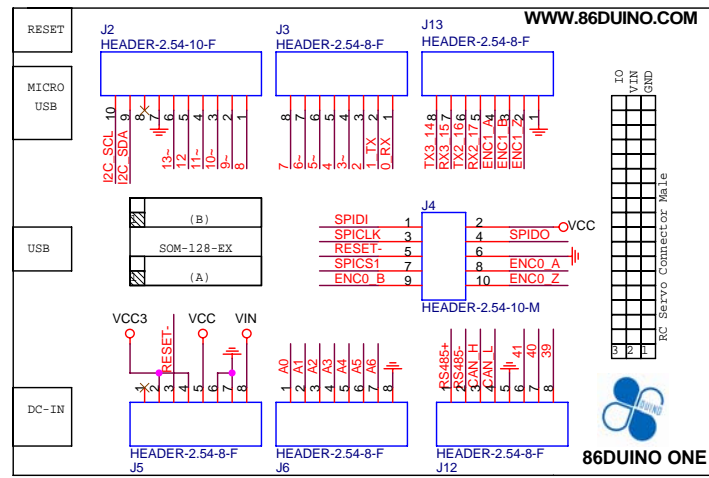 WWW.86DUINO.COM
RESET
MICRO
USB
USB
DC-IN
J2
HEADER-2.54-10-F
10
9
8
7
6
5
4
3
2
1
I2C_SCL
I2C_SDA
13~
12
11~
10~
9~
8
J3
HEADER-2.54-8-F
8
7
6
5
4
3
2
1
7
6~
5~
4
3~
2
1_TX
0_RX
J13
HEADER-2.54-8-F
8
7
6
5
4
3
2
1
TX3_14
RX3_15
TX2_16
RX2_17
ENC1_A
ENC1_B
ENC1_Z
IO
VIN
GND
RC Servo Connector Male
3
2
1
(B)
SOM-128-EX
(A)
J4
SPIDI 1
SPICLK 3
RESET- 5
SPICS1 7
ENC0_B 9
2 VCC
4 SPIDO
6
8 ENC0_A
10 ENC0_Z
HEADER-2.54-10-M
VCC3
VCC
VIN
RESET-
1
2
3
4
5
6
7
8
HEADER-2.54-8-F
J5
A0
A1
A2
A3
A4
A5
A6
1
2
3
4
5
6
7
8
HEADER-2.54-8-F
J6
RS485+
RS485-
CAN_H
CAN_L
41
40
39
1
2
3
4
5
6
7
8
HEADER-2.54-8-F
J12
DUINO
86DUINO ONE